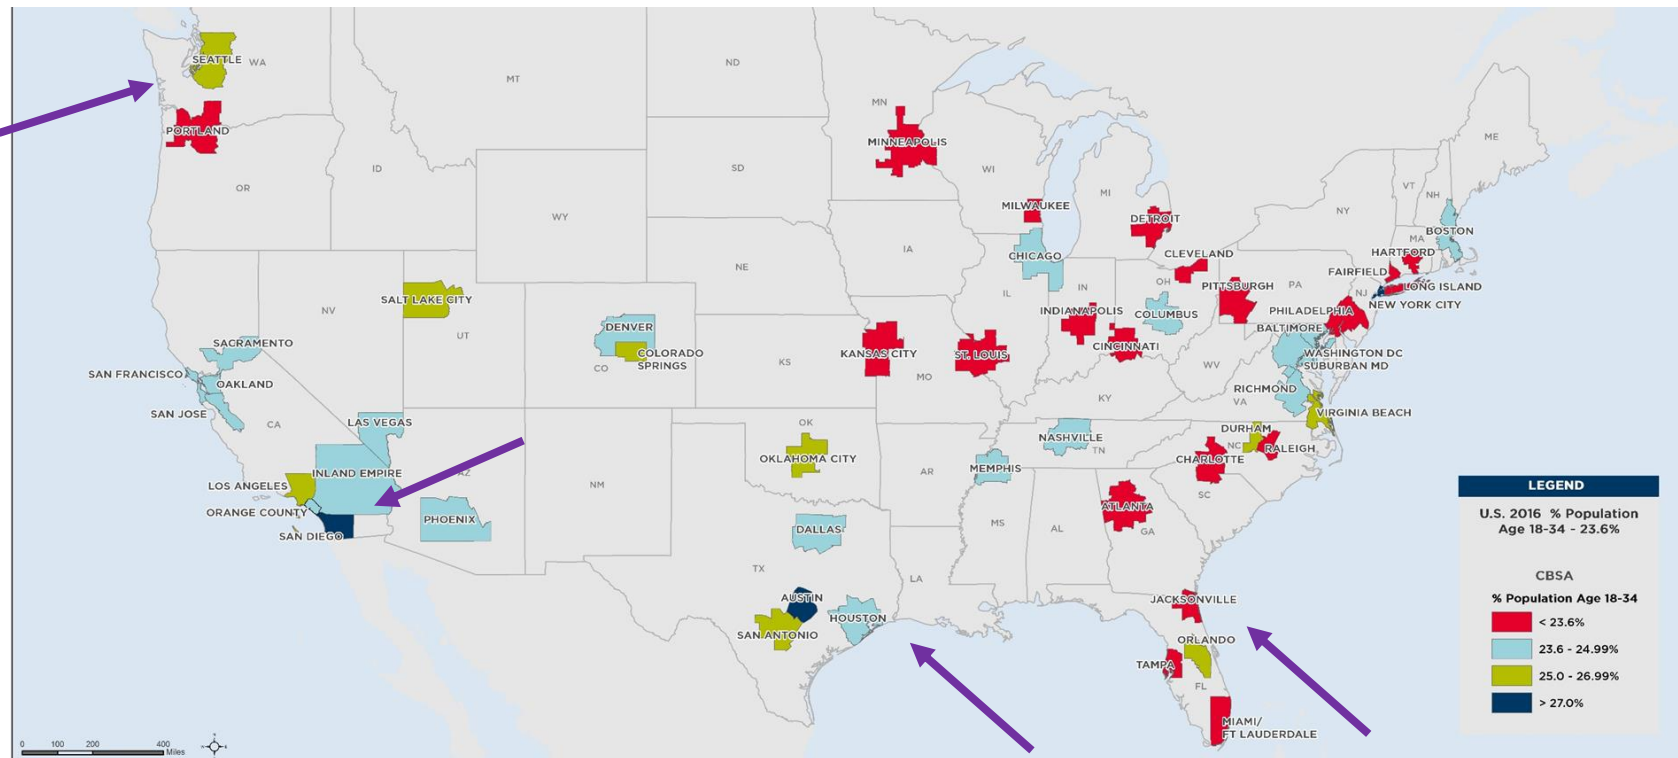 SEATTLE
WA
PORTLAND
OR
ID
MT
ND
SD
WY
NE
MN
MINNEAPOLIS
WI
IA
MILWAUKEE
CHICAGO
MI
DETROIT
CLEVELAND
OH
PITTSBURGH
PA
NY
VT
NH
ME
MA
BOSTON
HARTFORD
FAIRFIELD
LONG ISLAND
NEW YORK CITY
NJ
PHILADELPHIA
BALTIMORE
WASHINGTON DC
SUBURBAN MD
RICHMOND
VA
VIRGINIA BEACH
WV
IL
IN
INDIANAPOLIS
COLUMBUS
CINCINNATI
KY
NV
SALT LAKE CITY
UT
DENVER
COLORADO
SPRINGS
CO
KS
KANSAS CITY
MO
ST. LOUIS
SACRAMENTO
SAN FRANCISCO
OAKLAND
SAN JOSE
CA
LAS VEGAS
INLAND EMPIRE
LOS ANGELES
ORANGE COUNTY
SAN DIEGO
AZ
PHOENIX
NM
OK
OKLAHOMA CITY
AR
MEMPHIS
NASHVILLE
TN
DURHAM
NC
RALEIGH
CHARLOTTE
SC
ATLANTA
GA
AL
MS
LA
TX
DALLAS
AUSTIN
HOUSTON
SAN ANTONIO
JACKSONVILLE
ORLANDO
TAMPA
FL
MIAMI/
FT LAUDERDALE
LEGEND
U.S. 2016 % Population
Age 18-34 - 23.6%
CBSA
% Population Age 18-34
< 23.6%
23.6 - 24.99%
25.0 - 26.99%
> 27.0%
0 100 200 400
Miles